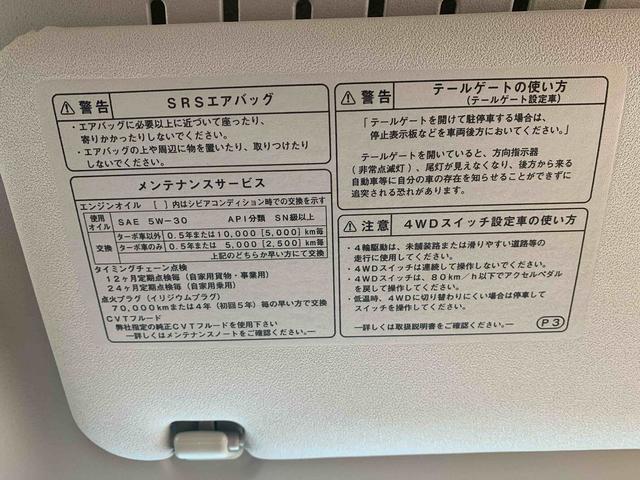 警告 SRSエアバッグ
・エアバッグに必要以上に近づいて座ったり、
寄りかかったりしないでください。
・エアバッグの上や周辺に物を置いたり、取りつけたり
しないでください。
メンテナンスサービス
エンジンオイル [ ]内はシビアコンディション時での交換を示す
使用オイル SAE 5W-30 API分類 SN級以上
交換 ターボ車以外 0.5年または10,000[5,000]km毎
ターボ車のみ 0.5年または 5,000[2,500]km毎
上記のどちらか早い方にて交換
タイミングチェーン点検
12ヶ月定期点検毎(自家用貨物・事業用)
24ヶ月定期点検毎(自家用乗用)
点火プラグ(イリジウムプラグ)
70,000kmまたは4年(初回5年)毎の早い方で交換
CVTフルード
弊社指定の純正CVTフルードを使用下さい
―詳しくはメンテナンスノートをご確認ください。―
警告 テールゲートの使い方
(テールゲート設定車)
「テールゲートを開けて駐停車する場合は、
停止表示板などを車両後方においてください。」
テールゲートを開いていると、方向指示器
(非常点滅灯)、尾灯が見えなくなり、後方から来る
自動車等に自分の車の存在を知らせることができずに
追突される恐れがあります。
注意 4WDスイッチ設定車の使い方
・4輪駆動は、未舗装路または滑りやすい道路等の
走行に使用してください。
・4WDスイッチは連続して操作しないでください。
・4WDスイッチは、80km/h以下でアクセルペダル
を戻して操作してください。
・低温時、4WDに切り替わりにくい場合は停車して
スイッチを操作してください。
―詳しくは取扱説明書をご確認ください。―
P3